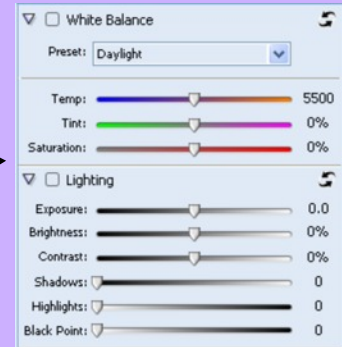 White Balance
Preset: Daylight
Temp: 5500
Tint: 0%
Saturation: 0%
Lighting
Exposure: 0.0
Brightness: 0%
Contrast: 0%
Shadows: 0
Highlights: 0
Black Point: 0